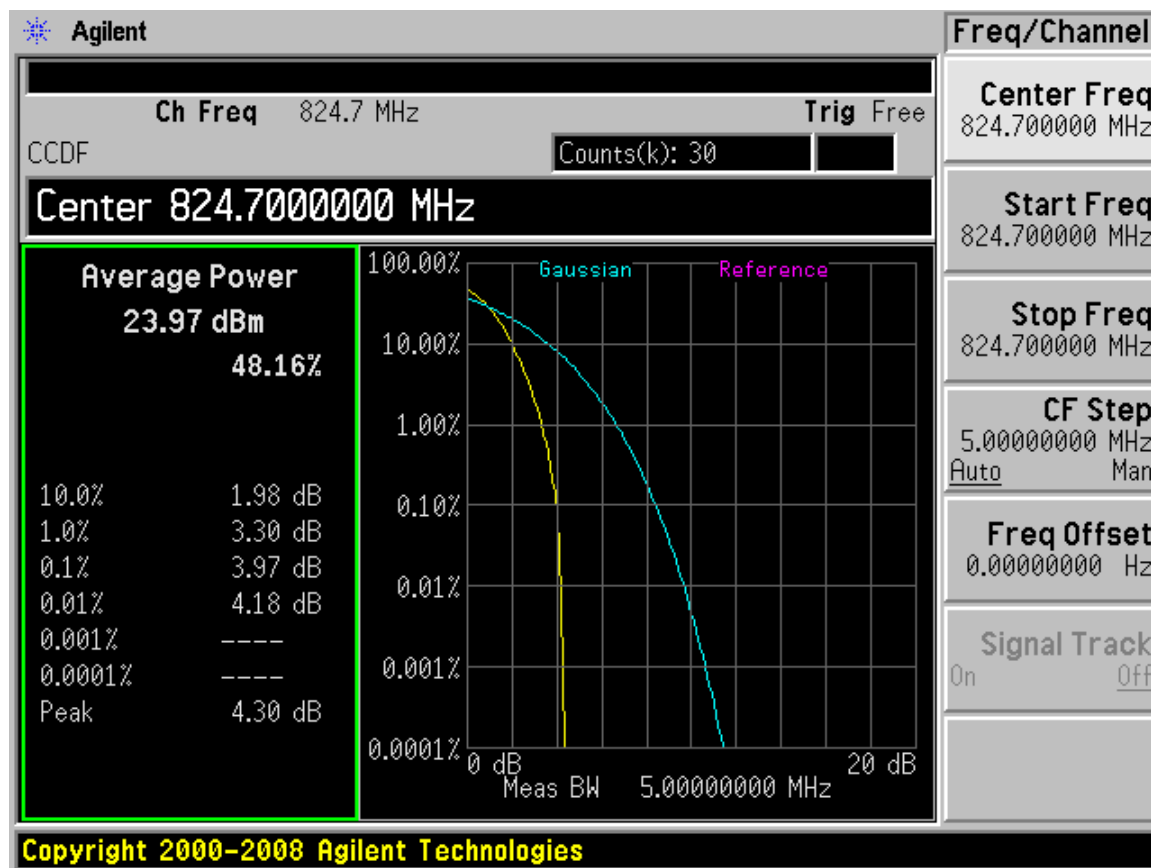 Agilent
Freq/Channel
Ch Freq 824.7 MHz Trig Free
CCDF Counts(k): 30
Center 824.7000000 MHz
Average Power
23.97 dBm
48.16%
10.0% 1.98 dB
1.0% 3.30 dB
0.1% 3.97 dB
0.01% 4.18 dB
0.001% ----
0.0001% ----
Peak 4.30 dB
Gaussian Reference
100.00%
10.00%
1.00%
0.10%
0.01%
0.001%
0.0001%
0 dB 20 dB
Meas BW 5.00000000 MHz
Center Freq
824.700000 MHz
Start Freq
824.700000 MHz
Stop Freq
824.700000 MHz
CF Step
5.00000000 MHz
Auto Man
Freq Offset
0.00000000 Hz
Signal Track
On Off
Copyright 2000-2008 Agilent Technologies